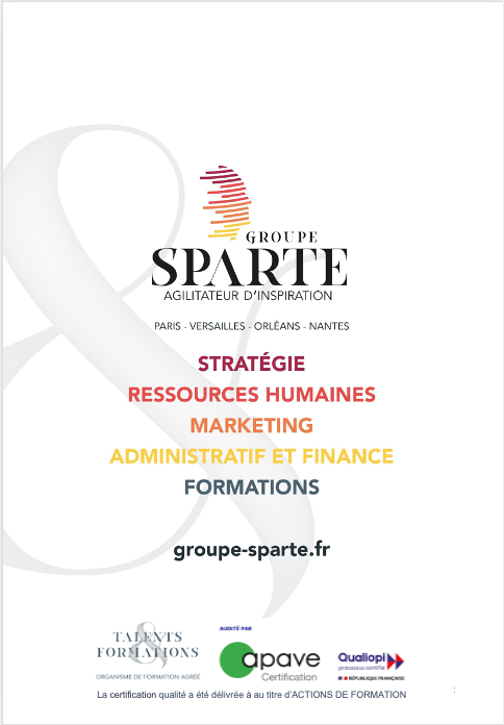 GROUPE
SPARTE
AGILITATEUR D'INSPIRATION
PARIS - VERSAILLES - ORLÉANS - NANTES
STRATÉGIE
RESSOURCES HUMAINES
MARKETING
ADMINISTRATIF ET FINANCE
FORMATIONS
groupe-sparte.fr
TALENTS
&
FORMATIONS
ORGANISME DE FORMATION AGRÉÉ
AUDITÉ PAR
apave
Certification
Qualiopi
processus certifié
RÉPUBLIQUE FRANÇAISE
La certification qualité a été délivrée à au titre d'ACTIONS DE FORMATION